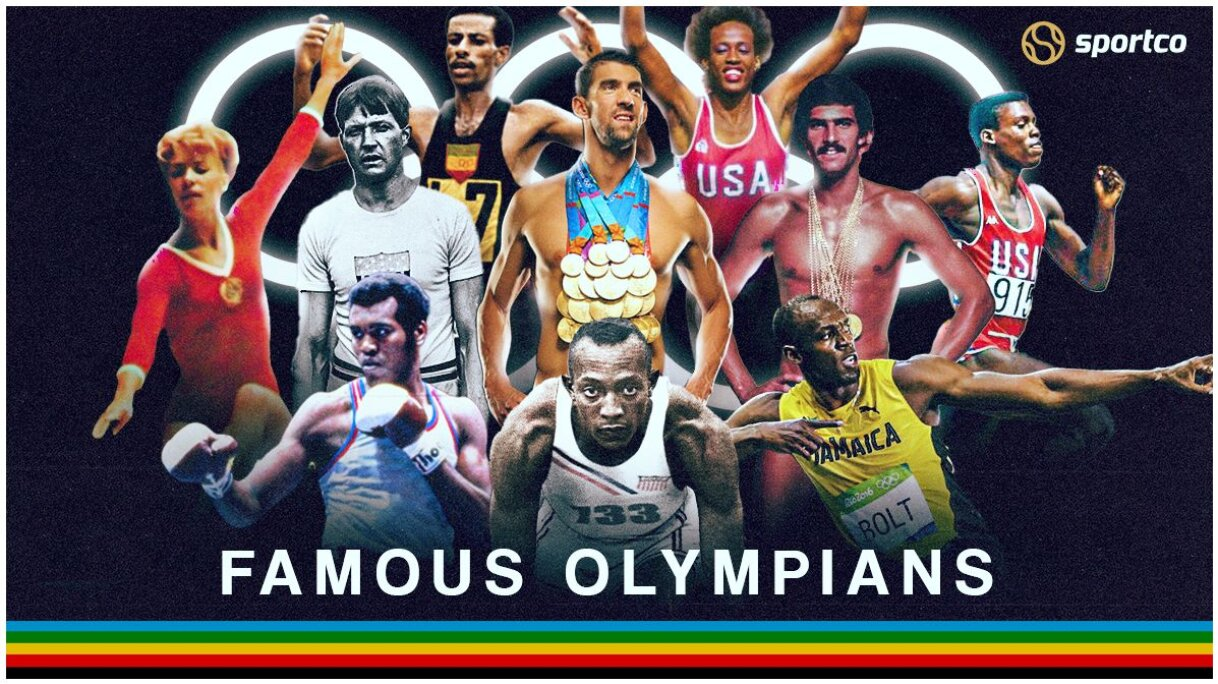 sportco
USA
USA
915
JAMAICA
RIO2016
BOLT
133
FAMOUS OLYMPIANS